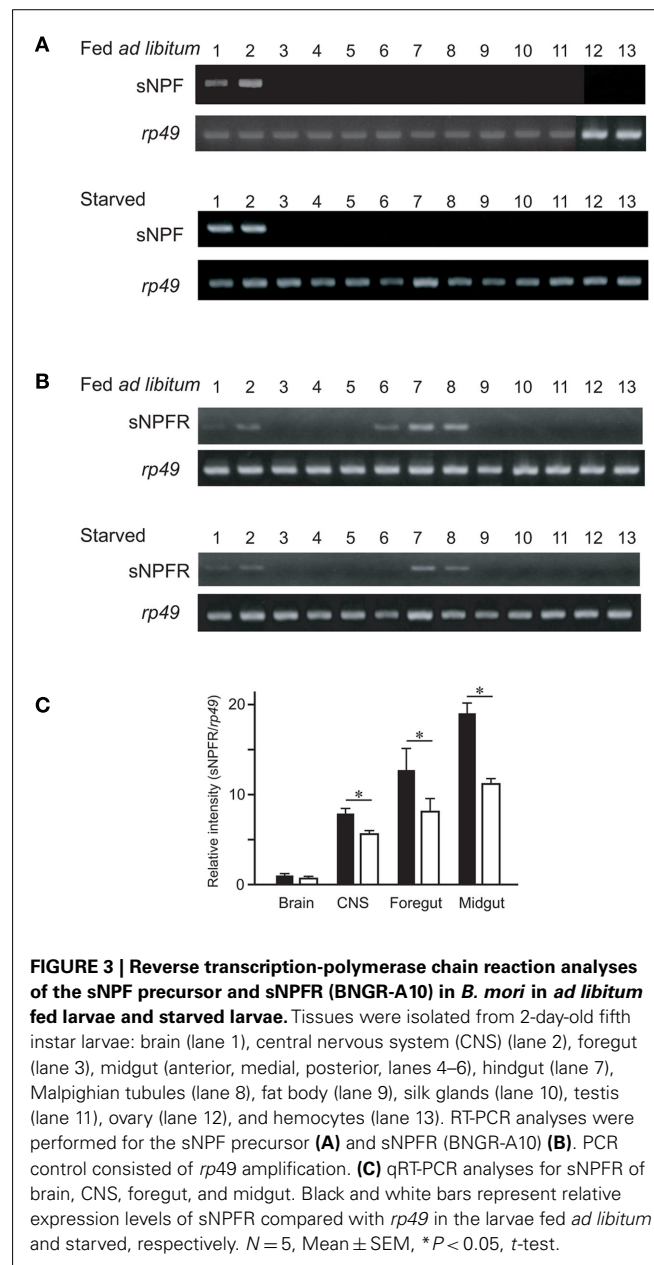 A
Fed ad libitum 1 2 3 4 5 6 7 8 9 10 11 12 13
sNPF
rp49
Starved 1 2 3 4 5 6 7 8 9 10 11 12 13
sNPF
rp49
B
Fed ad libitum 1 2 3 4 5 6 7 8 9 10 11 12 13
sNPFR
rp49
Starved 1 2 3 4 5 6 7 8 9 10 11 12 13
sNPFR
rp49
C
Relative intensity (sNPFR/rp49)
20
10
0
* * *
Brain CNS Foregut Midgut
FIGURE 3 | Reverse transcription-polymerase chain reaction analyses
of the sNPF precursor and sNPFR (BNGR-A10) in B. mori in ad libitum
fed larvae and starved larvae. Tissues were isolated from 2-day-old fifth
instar larvae: brain (lane 1), central nervous system (CNS) (lane 2), foregut
(lane 3), midgut (anterior, medial, posterior, lanes 4–6), hindgut (lane 7),
Malpighian tubules (lane 8), fat body (lane 9), silk glands (lane 10), testis
(lane 11), ovary (lane 12), and hemocytes (lane 13). RT-PCR analyses were
performed for the sNPF precursor (A) and sNPFR (BNGR-A10) (B). PCR
control consisted of rp49 amplification. (C) qRT-PCR analyses for sNPFR of
brain, CNS, foregut, and midgut. Black and white bars represent relative
expression levels of sNPFR compared with rp49 in the larvae fed ad libitum
and starved, respectively. N = 5, Mean ± SEM, *P < 0.05, t-test.